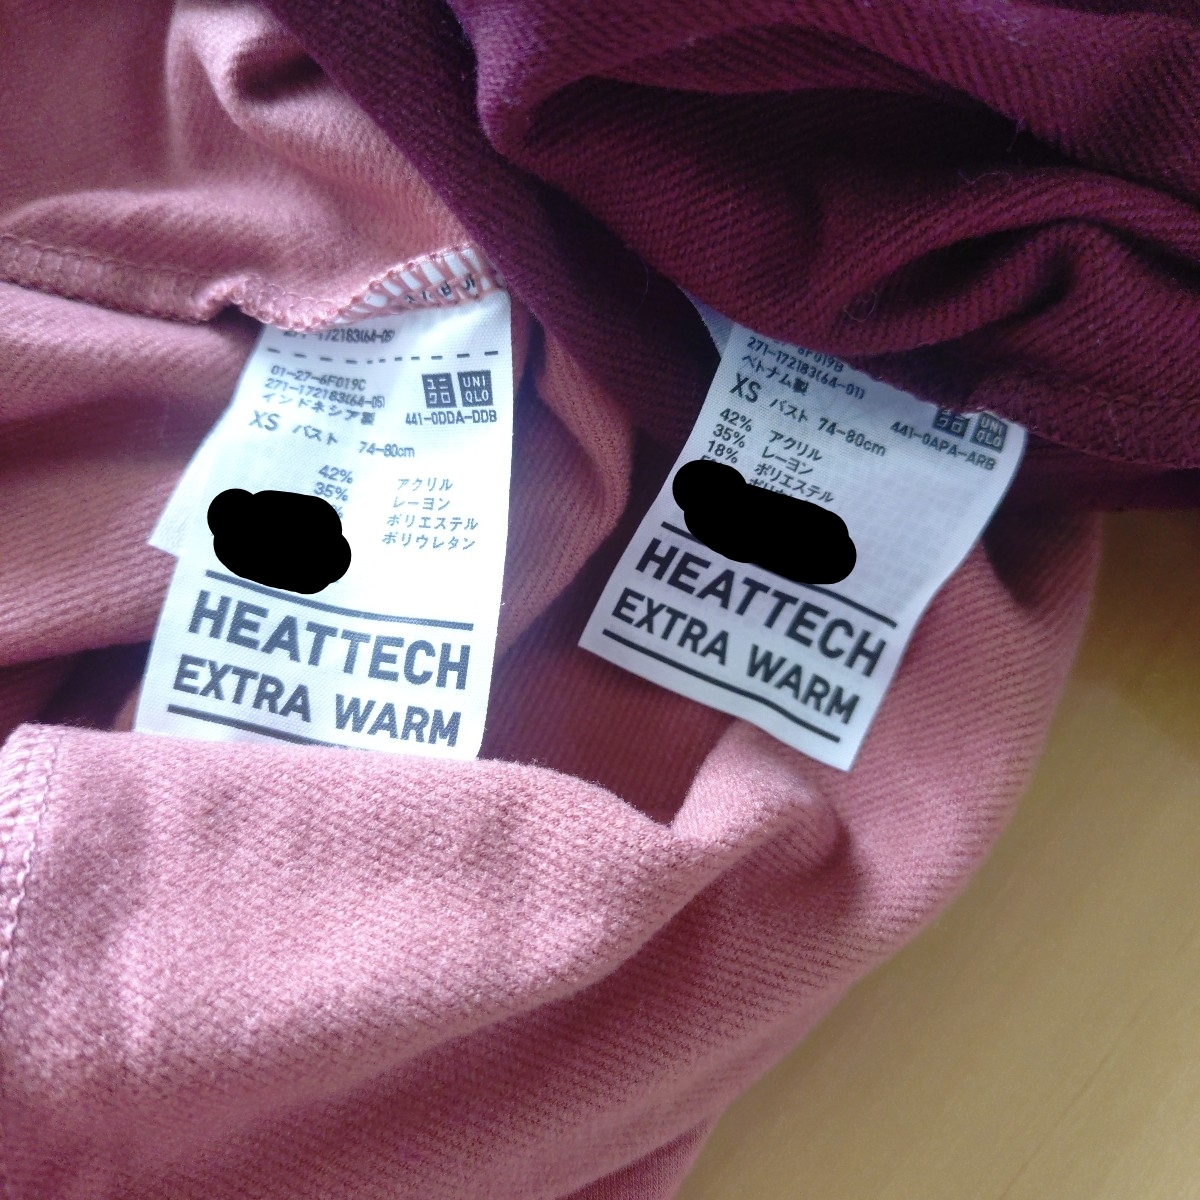 271-172183(64-05)
01-27-6F019C
271-172183(64-05)
インドネシア製
ユニクロ UNIQLO
441-0DDA-DDB
XS バスト 74-80cm
42% アクリル
35% レーヨン
ポリエステル
ポリウレタン
HEATTECH
EXTRA WARM
6F019B
271-172183(64-01)
ベトナム製
ユニクロ UNIQLO
441-0APA-ARB
XS バスト 74-80cm
42% アクリル
35% レーヨン
18% ポリエステル
HEATTECH
EXTRA WARM